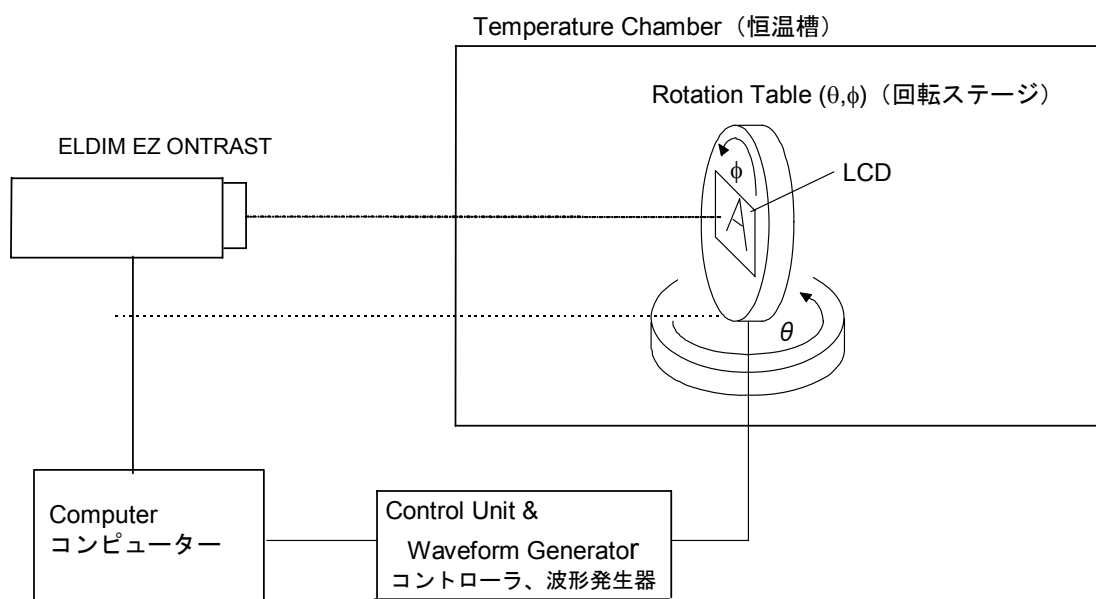 Temperature Chamber（恒温槽）
Rotation Table (θ,ϕ)（回転ステージ）
ELDIM EZ ONTRAST
ϕ
LCD
A
θ
Computer
コンピューター
Control Unit &
Waveform Generator
コントローラ、波形発生器